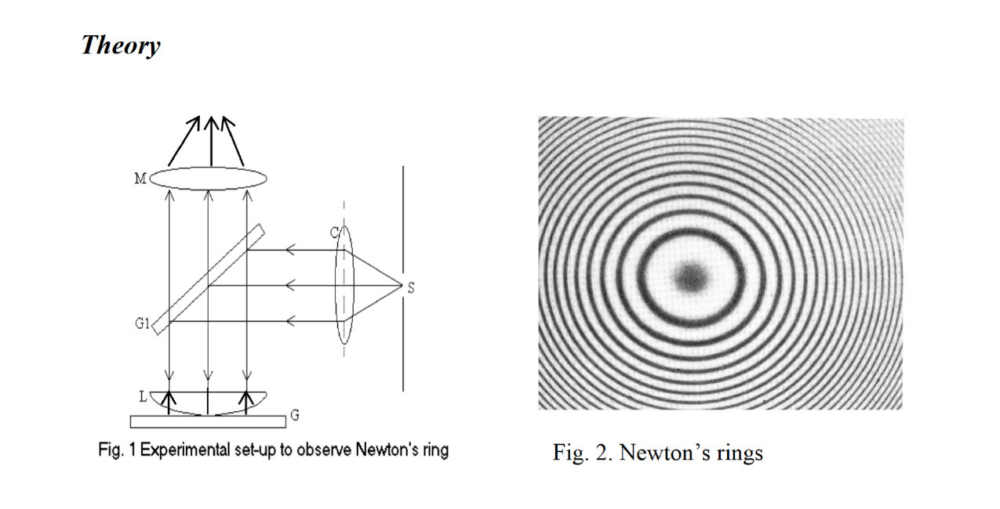 Theory
M
C
S
G1
L
G
Fig. 1 Experimental set-up to observe Newton's ring
Fig. 2. Newton’s rings